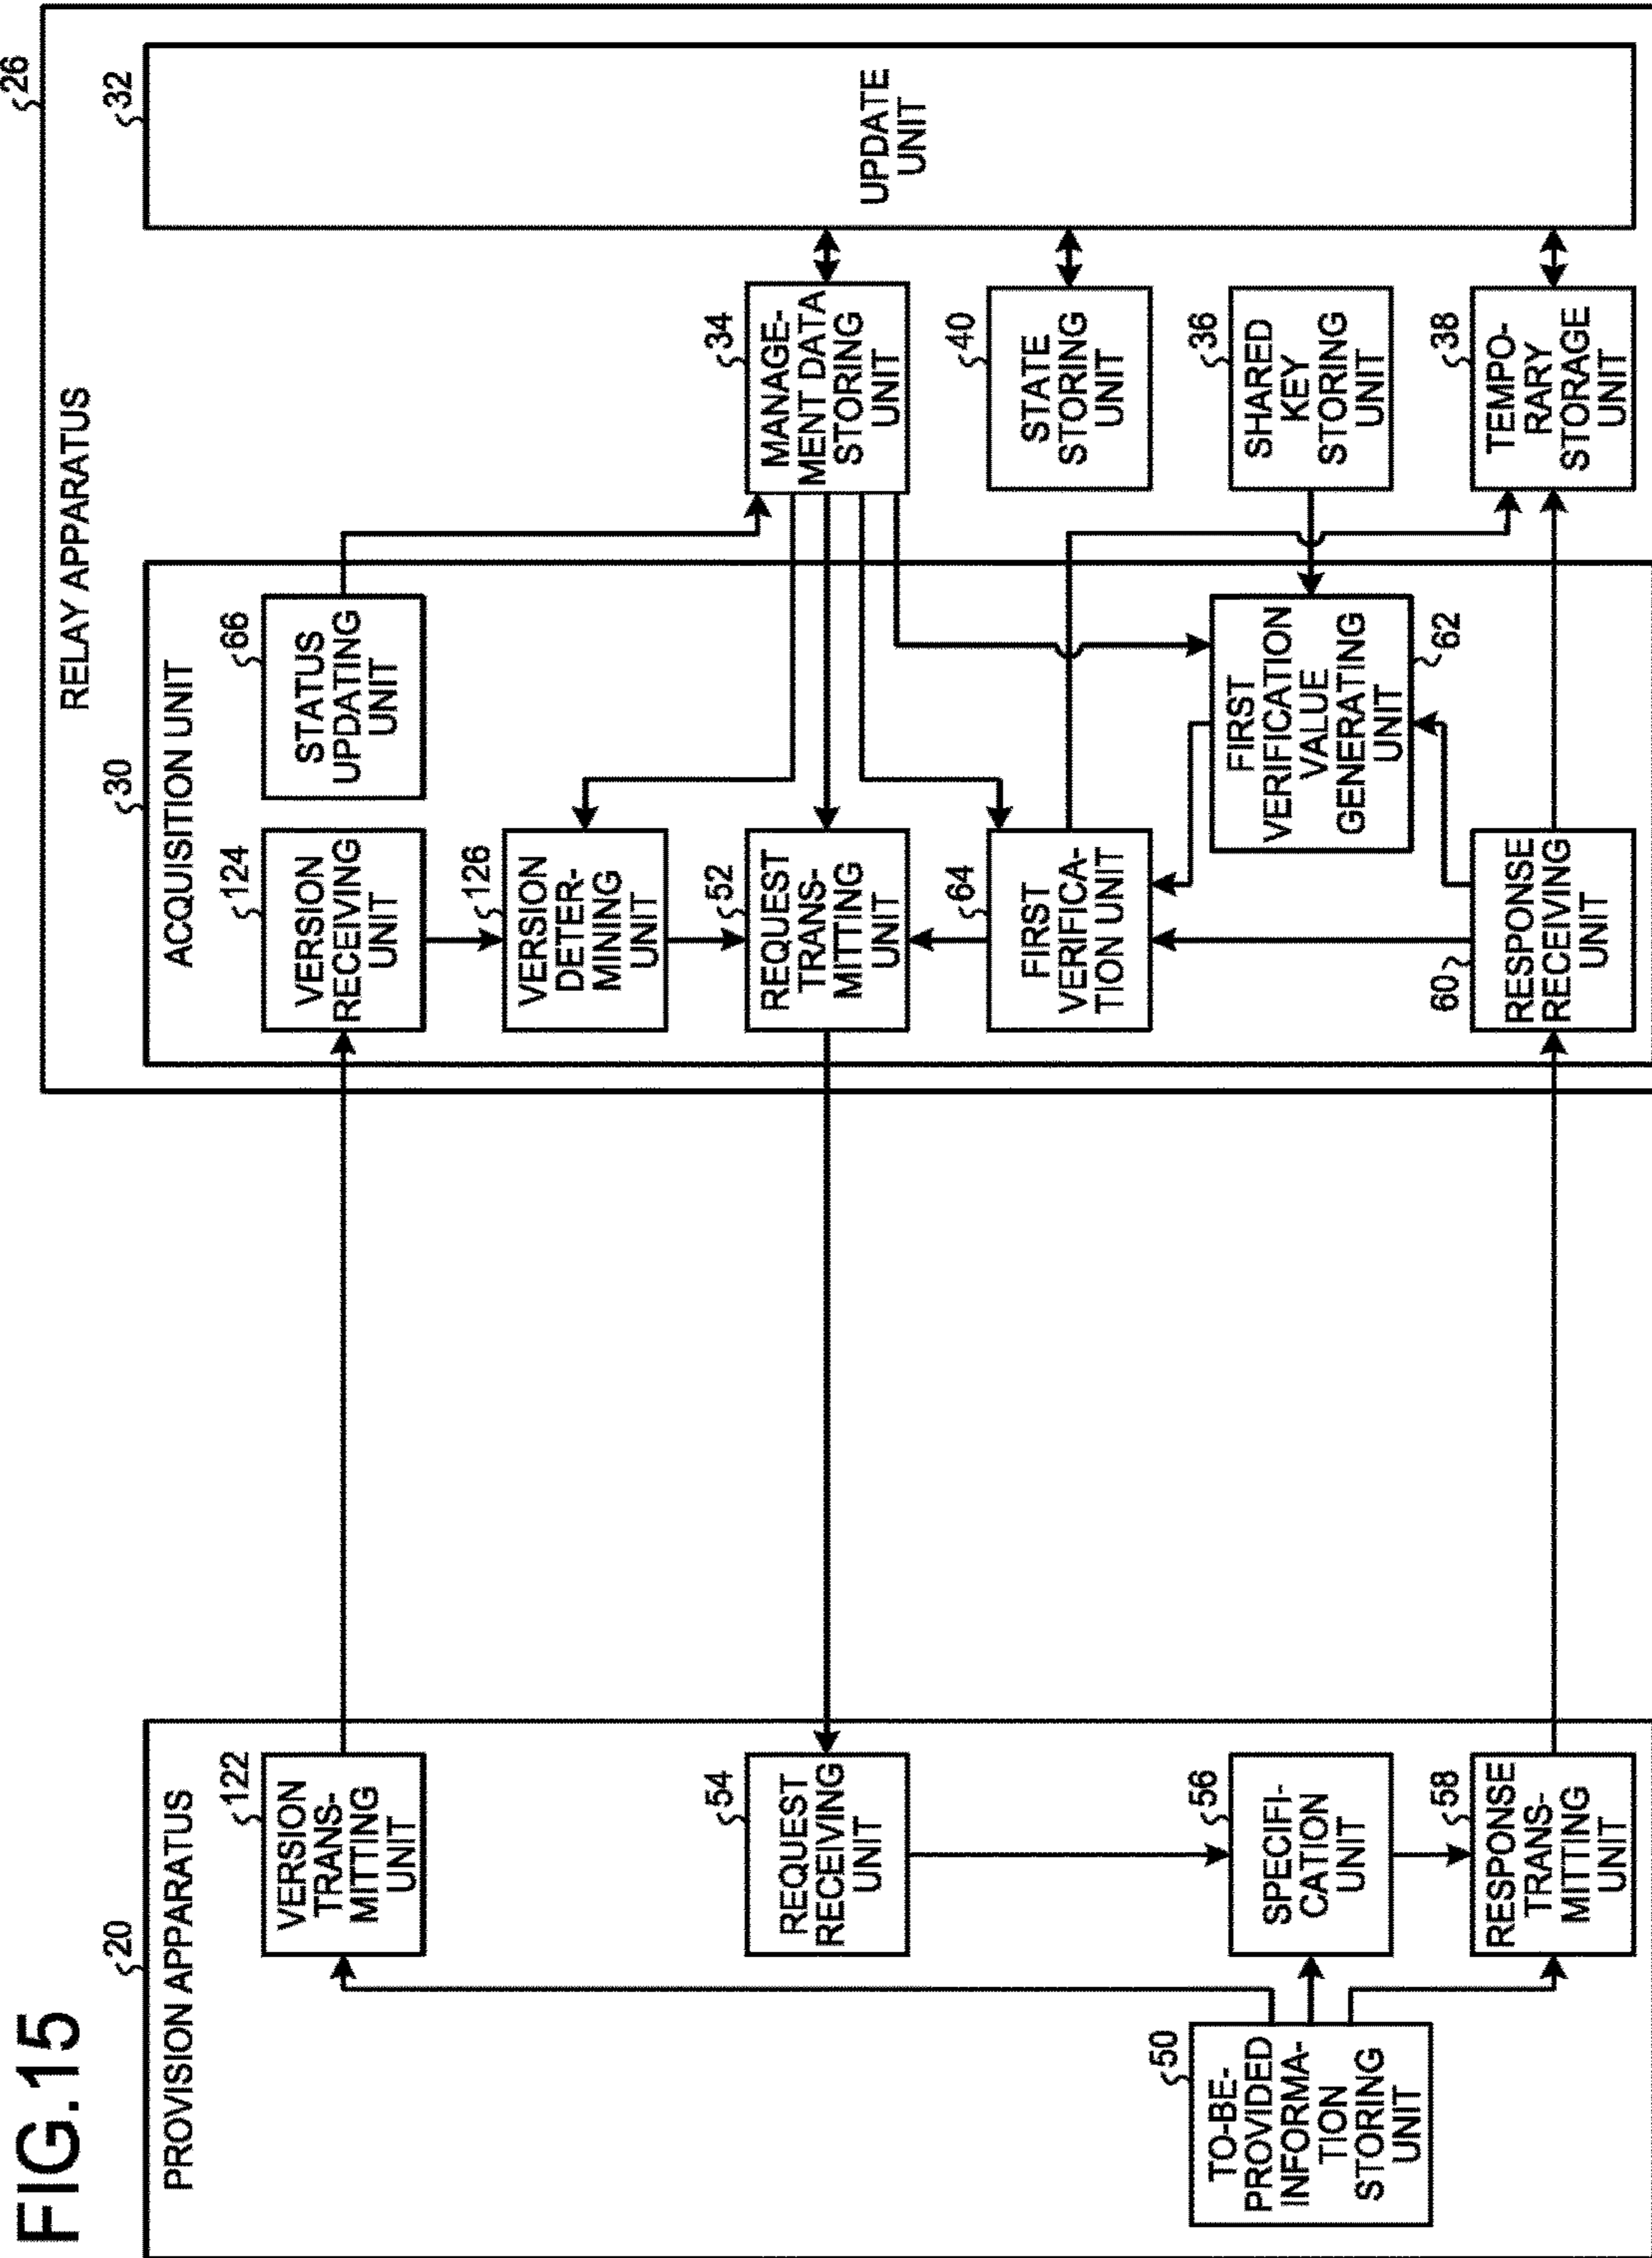 FIG.15
20
PROVISION APPARATUS
122
VERSION
TRANS-
MITTING
UNIT
54
REQUEST
RECEIVING
UNIT
50
TO-BE-
PROVIDED
INFORMA-
TION
STORING
UNIT
56
SPECIFI-
CATION
UNIT
58
RESPONSE
TRANS-
MITTING
UNIT
26
RELAY APPARATUS
30
ACQUISITION UNIT
124
VERSION
RECEIVING
UNIT
66
STATUS
UPDATING
UNIT
126
VERSION
DETER-
MINING
UNIT
52
REQUEST
TRANS-
MITTING
UNIT
64
FIRST
VERIFICA-
TION UNIT
FIRST
VERIFICATION
VALUE
GENERATING
UNIT
62
60
RESPONSE
RECEIVING
UNIT
34
MANAGE-
MENT DATA
STORING
UNIT
40
STATE
STORING
UNIT
36
SHARED
KEY
STORING
UNIT
38
TEMPO-
RARY
STORAGE
UNIT
32
UPDATE
UNIT